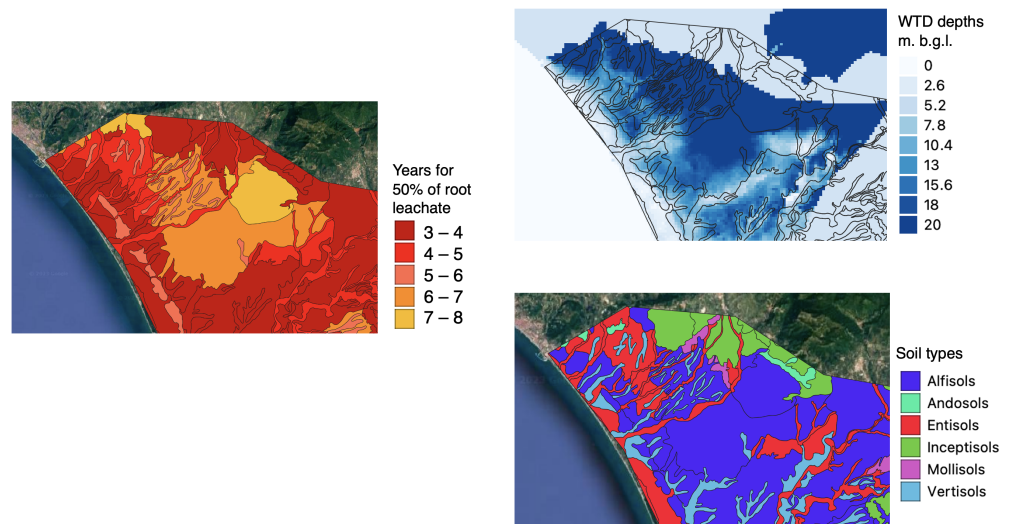 Years for
50% of root
leachate
3 – 4
4 – 5
5 – 6
6 – 7
7 – 8
WTD depths
m. b.g.l.
0
2.6
5.2
7.8
10.4
13
15.6
18
20
Soil types
Alfisols
Andosols
Entisols
Inceptisols
Mollisols
Vertisols